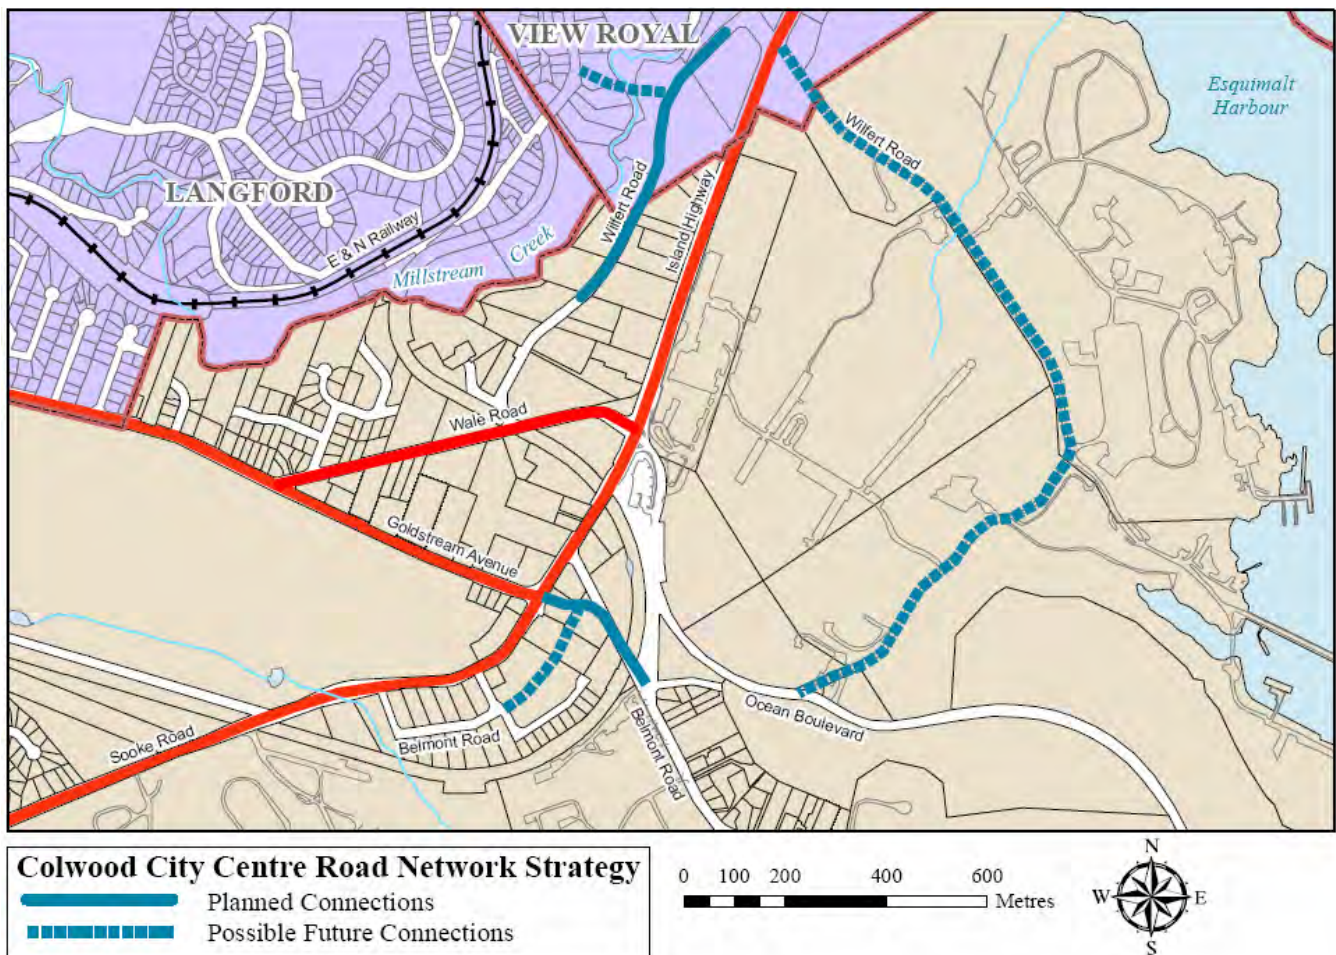 VIEW ROYAL
Esquimalt
Harbour
Wilfert Road
LANGFORD
Wilfert Road
Island Highway
E & N Railway
Millstream Creek
Wale Road
Goldstream Avenue
Ocean Boulevard
Sooke Road
Belmont Road
Belmont Road
Colwood City Centre Road Network Strategy
Planned Connections
Possible Future Connections
0 100 200 400 600
Metres
N
W E
S